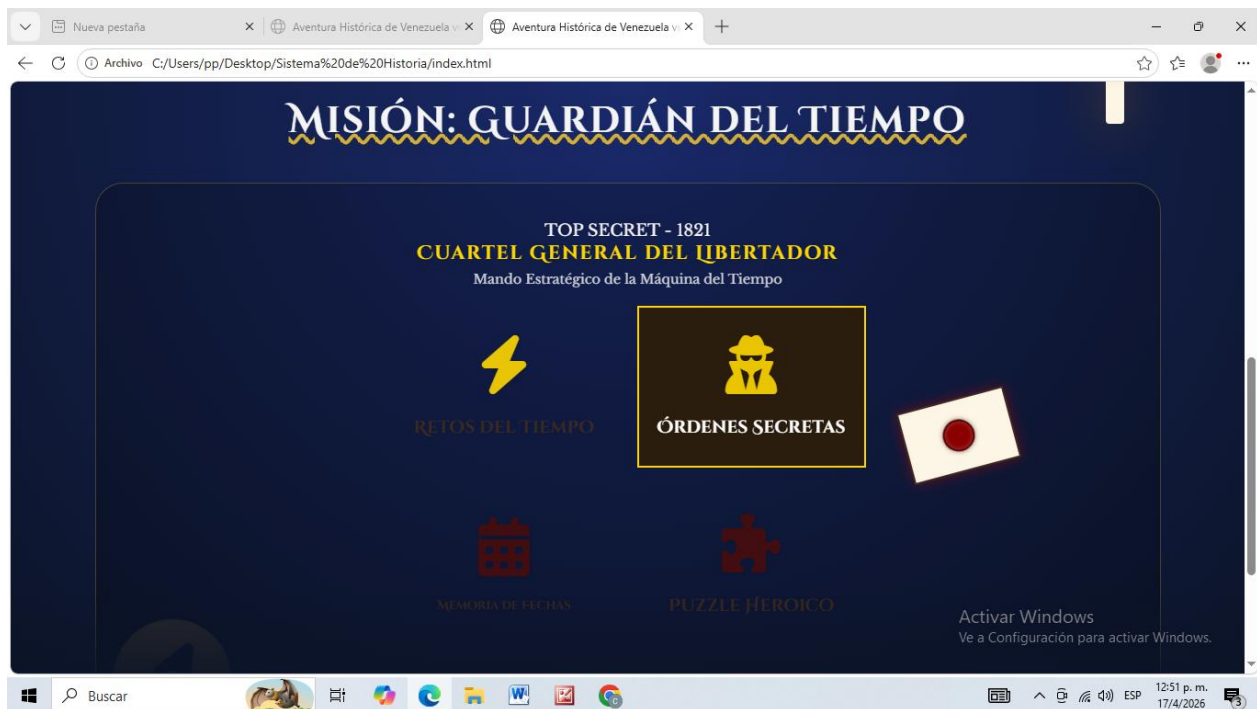 Nueva pestaña
Aventura Histórica de Venezuela v
Aventura Histórica de Venezuela v
Archivo C:/Users/pp/Desktop/Sistema%20de%20Historia/index.html
MISIÓN: GUARDIÁN DEL TIEMPO
TOP SECRET - 1821
CUARTEL GENERAL DEL LIBERTADOR
Mando Estratégico de la Máquina del Tiempo
RETOS DEL TIEMPO
ÓRDENES SECRETAS
MEMORIA DE FECHAS
PUZZLE HEROICO
Activar Windows
Ve a Configuración para activar Windows.
Buscar
ESP
12:51 p. m.
17/4/2026
3